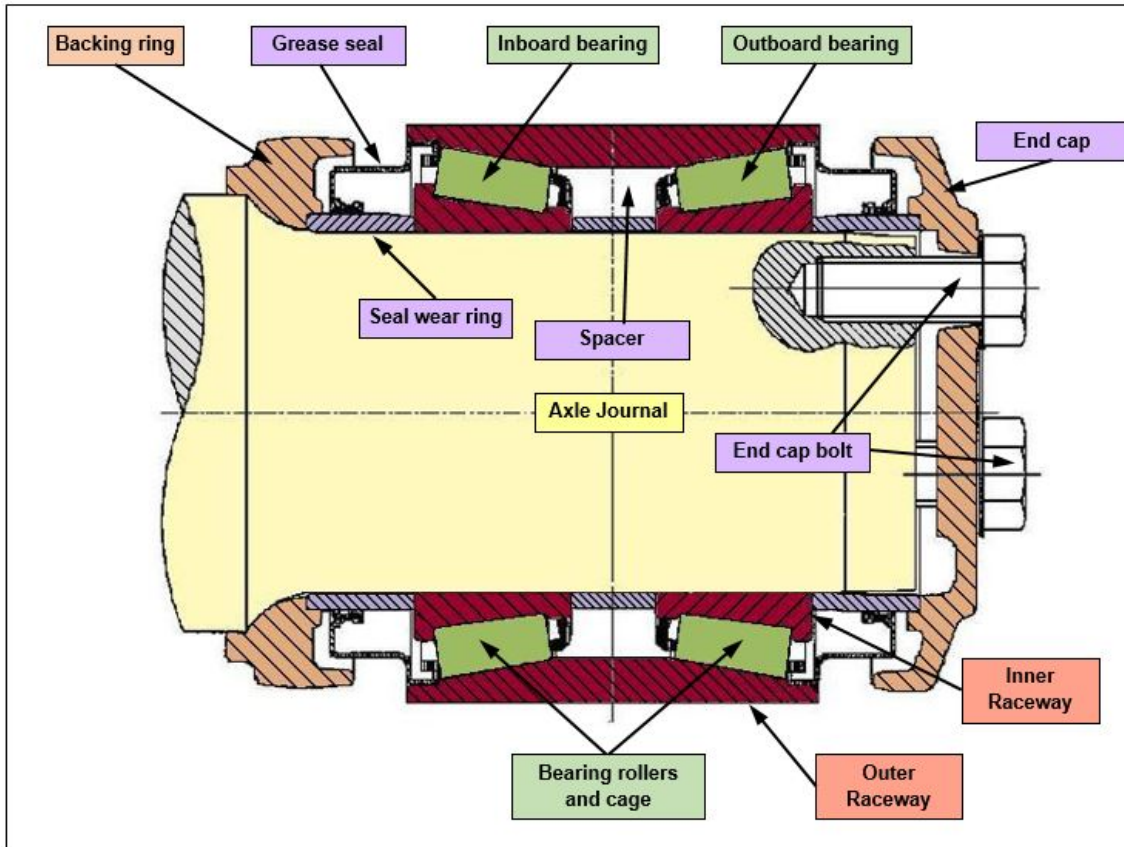 Backing ring
Grease seal
Inboard bearing
Outboard bearing
End cap
Seal wear ring
Spacer
Axle Journal
End cap bolt
Inner
Raceway
Bearing rollers
and cage
Outer
Raceway